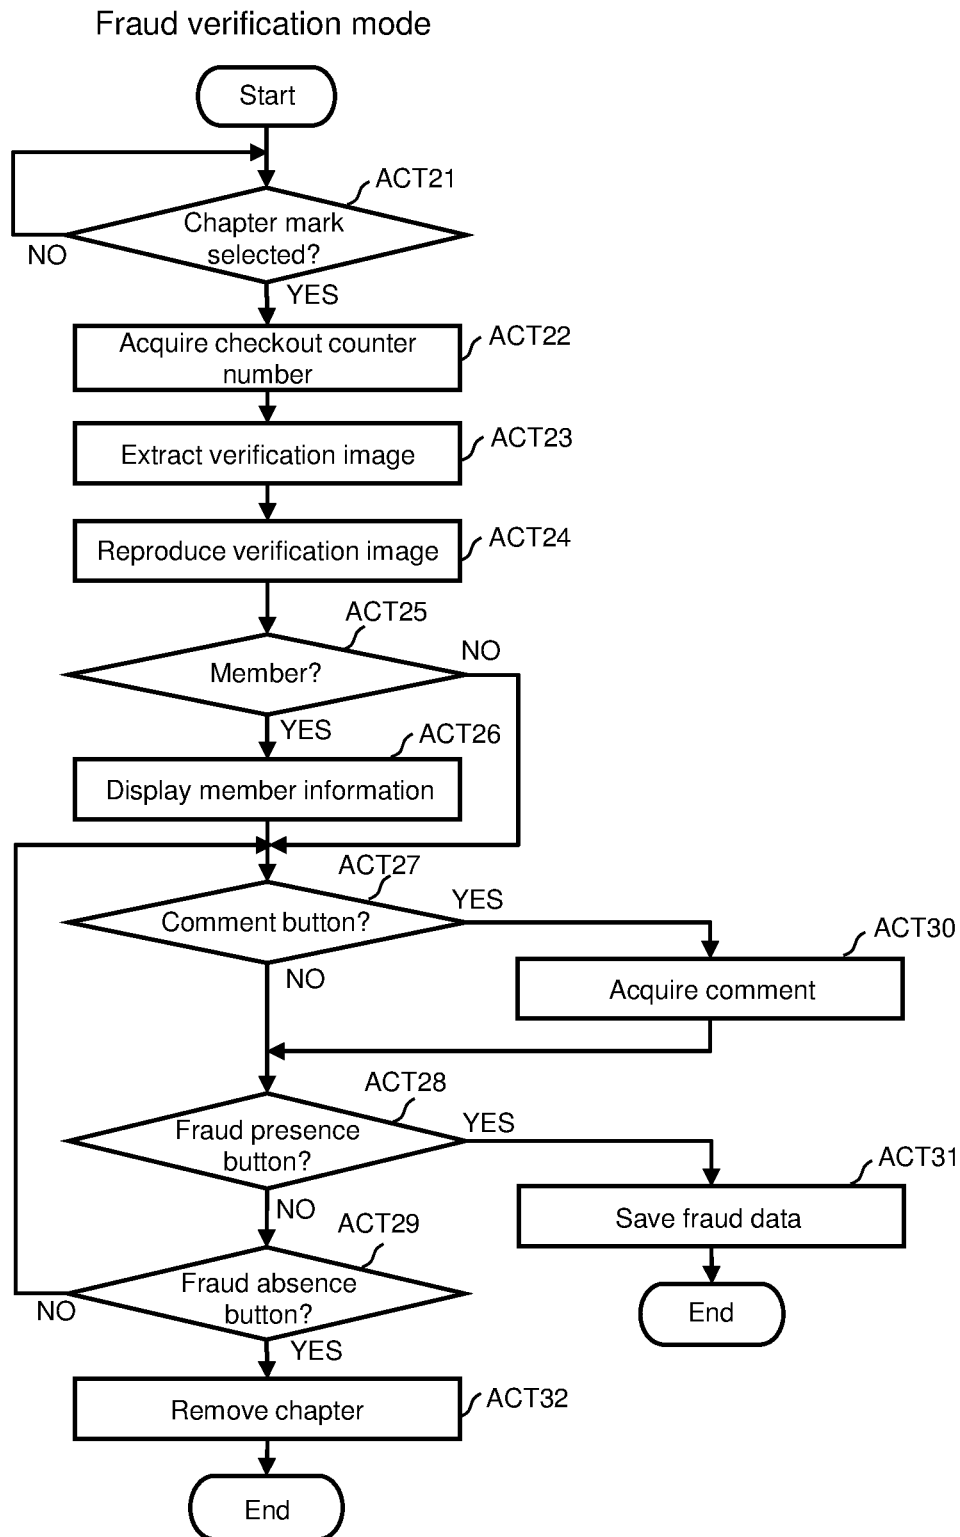 Fraud verification mode
Start
ACT21
Chapter mark
selected?
NO
YES
Acquire checkout counter
number
ACT22
Extract verification image
ACT23
Reproduce verification image
ACT24
ACT25
Member?
NO
YES
ACT26
Display member information
ACT27
Comment button?
YES
NO
ACT30
Acquire comment
ACT28
Fraud presence
button?
YES
NO
ACT31
Save fraud data
End
ACT29
Fraud absence
button?
NO
YES
Remove chapter
ACT32
End